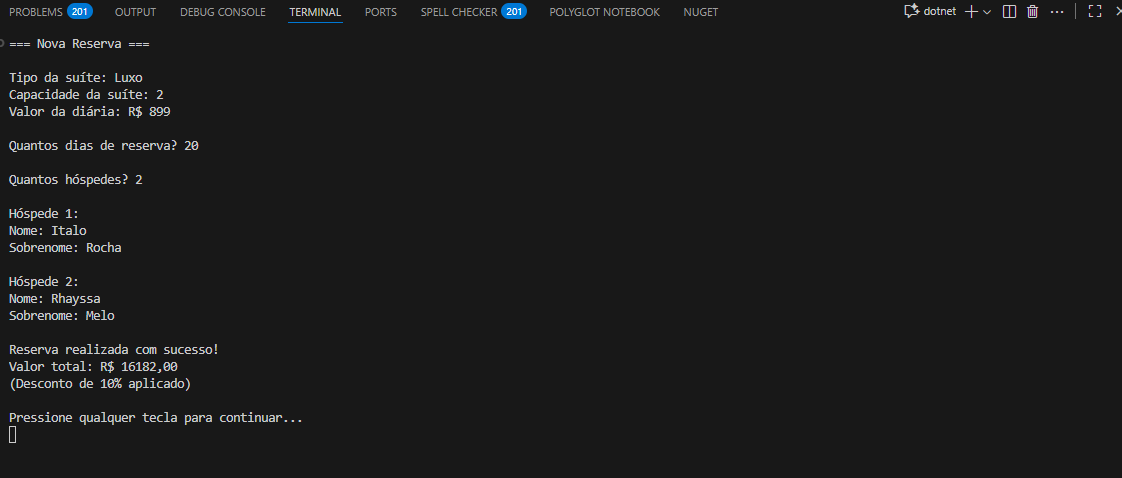 PROBLEMS 201 OUTPUT DEBUG CONSOLE TERMINAL PORTS SPELL CHECKER 201 POLYGLOT NOTEBOOK NUGET dotnet
=== Nova Reserva ===
Tipo da suíte: Luxo
Capacidade da suíte: 2
Valor da diária: R$ 899
Quantos dias de reserva? 20
Quantos hóspedes? 2
Hóspede 1:
Nome: Italo
Sobrenome: Rocha
Hóspede 2:
Nome: Rhayssa
Sobrenome: Melo
Reserva realizada com sucesso!
Valor total: R$ 16182,00
(Desconto de 10% aplicado)
Pressione qualquer tecla para continuar...